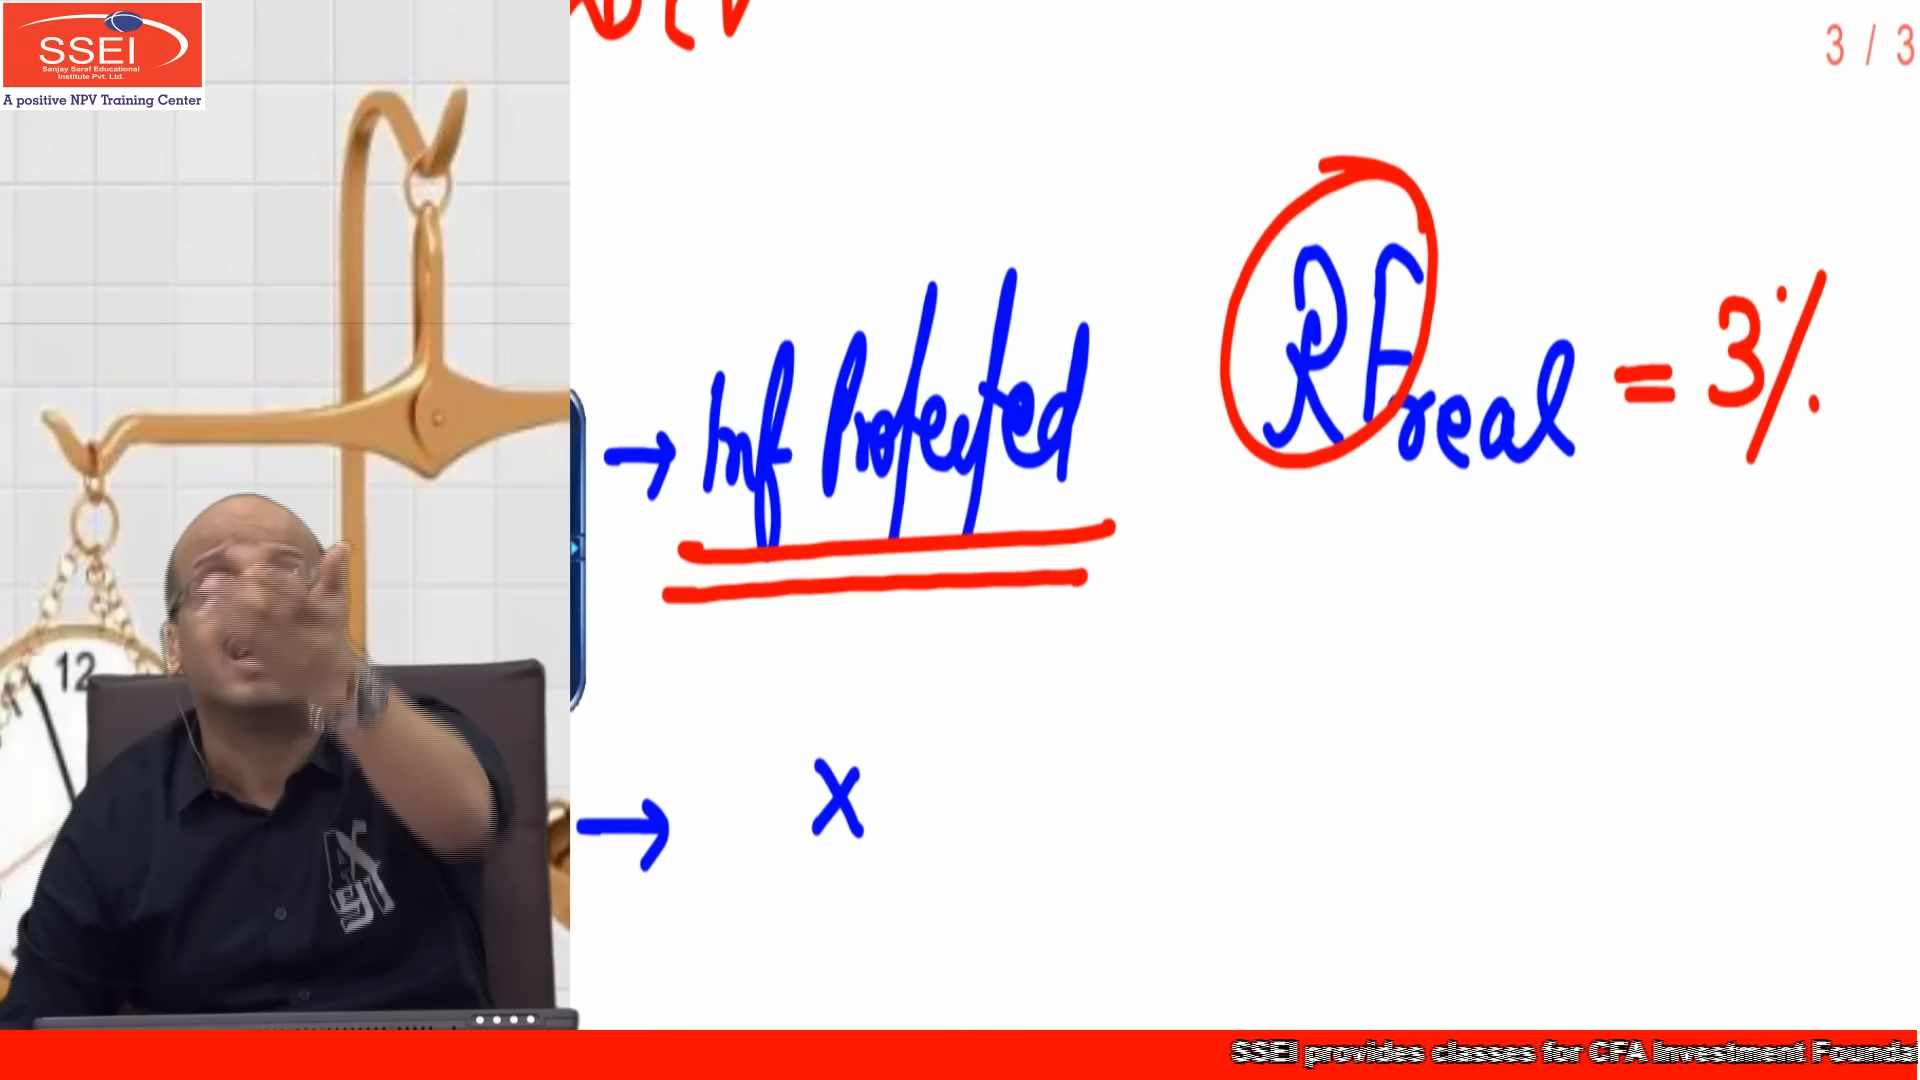 SSEI
Sanjay Saraf Educational
Institute Pvt. Ltd.
A positive NPV Training Center
3 / 3
12
→ Inf Protected RF real = 3%
→ x
SSEI provides classes for CFA Investment Founda